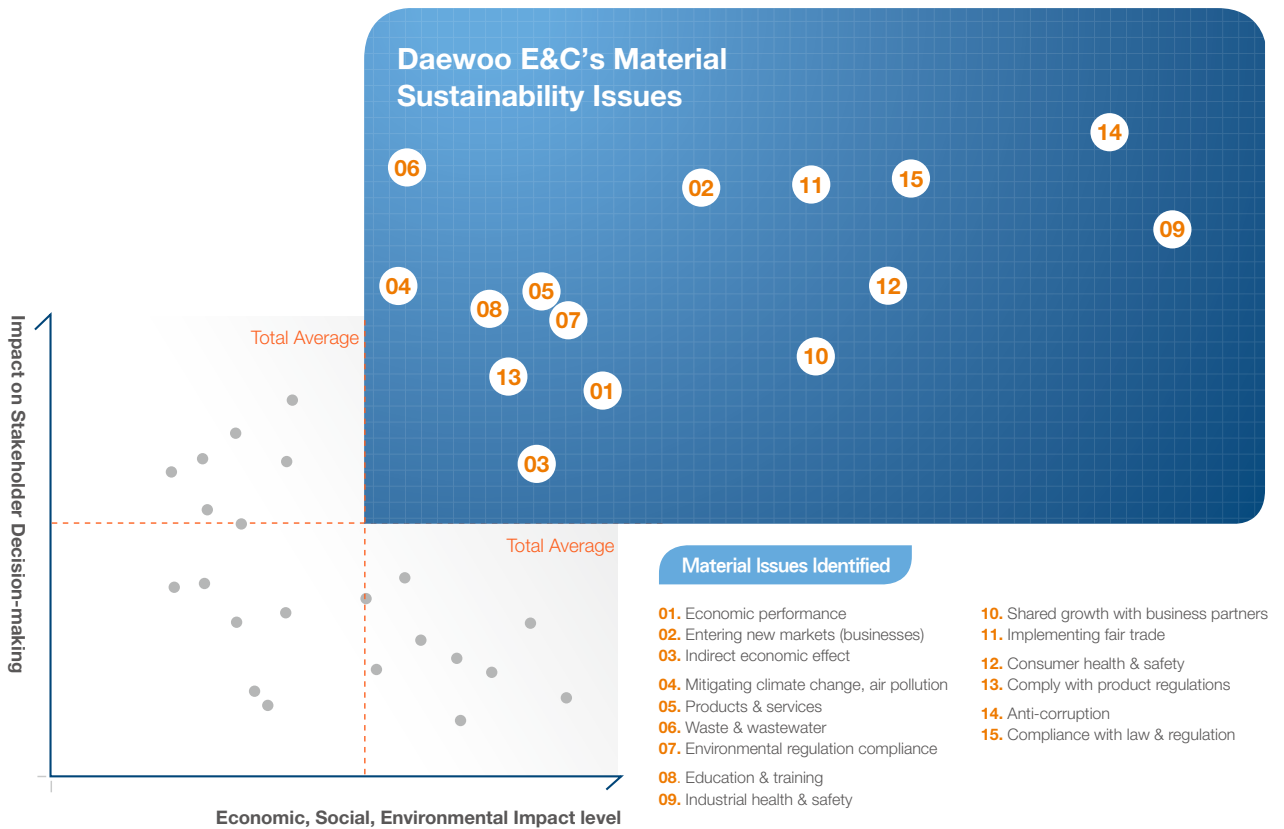 Daewoo E&C's Material
Sustainability Issues
14
06
15
11
02
09
04
12
05
08
07
10
13
01
03
Total Average
Total Average
Impact on Stakeholder Decision-making
Economic, Social, Environmental Impact level
Material Issues Identified
01. Economic performance
02. Entering new markets (businesses)
03. Indirect economic effect
04. Mitigating climate change, air pollution
05. Products & services
06. Waste & wastewater
07. Environmental regulation compliance
08. Education & training
09. Industrial health & safety
10. Shared growth with business partners
11. Implementing fair trade
12. Consumer health & safety
13. Comply with product regulations
14. Anti-corruption
15. Compliance with law & regulation